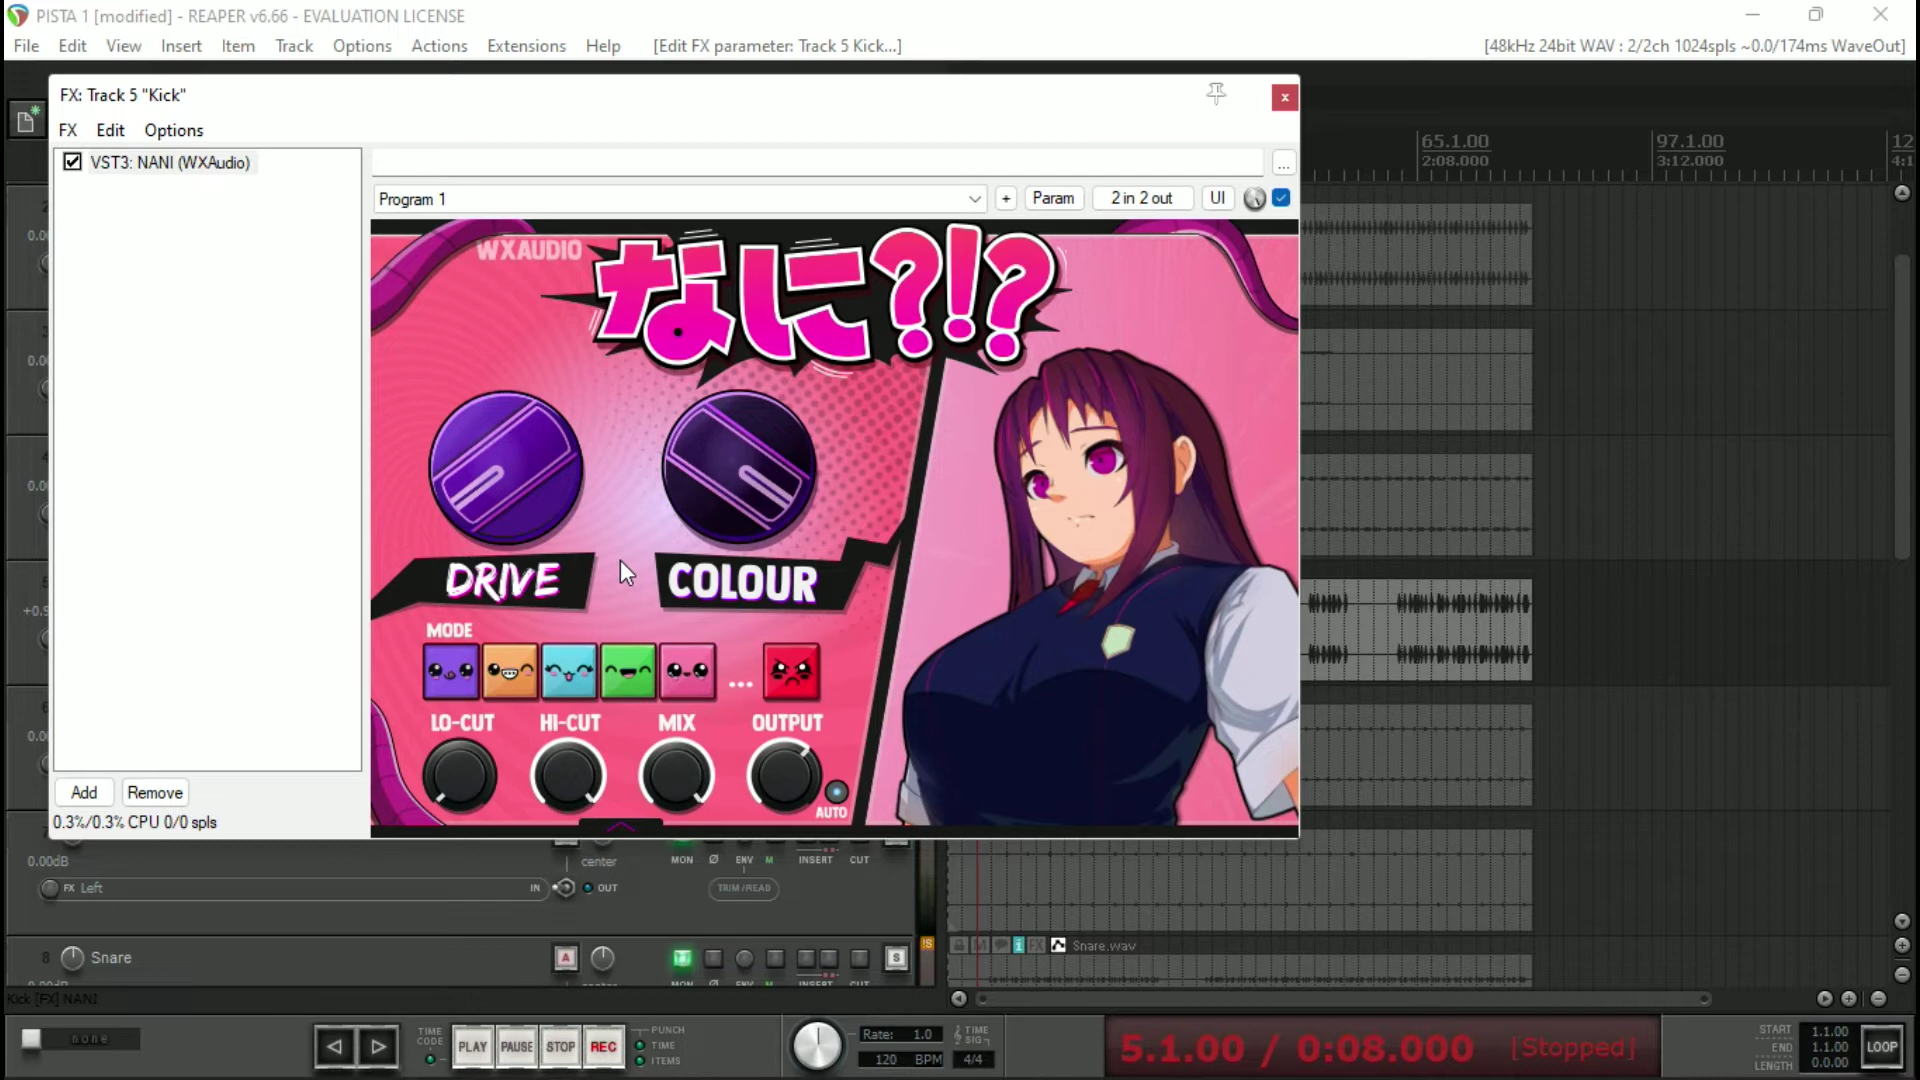 PISTA 1 [modified] - REAPER v6.66 - EVALUATION LICENSE
File Edit View Insert Item Track Options Actions Extensions Help [Edit FX parameter: Track 5 Kick...] [48kHz 24bit WAV : 2/2ch 1024spls ~0.0/174ms WaveOut]
FX: Track 5 "Kick" x
FX Edit Options
VST3: NANI (WXAudio)
...
Program 1 + Param 2 in 2 out UI
65.1.00 97.1.00
2:08.000 3:12.000
WXAUDIO
なに?!?
DRIVE COLOUR
MODE
...
LO-CUT HI-CUT MIX OUTPUT
AUTO
Add Remove
0.3%/0.3% CPU 0/0 spls
0.00dB center MON Ø ENV M INSERT CUT
FX Left IN OUT TRIM/READ
8 Snare A S
Snare.wav
Kick [FX] NANI
none
TIME CODE
PLAY PAUSE STOP REC
PUNCH
TIME
ITEMS
Rate: 1.0
120 BPM
TIME SIG
4/4
5.1.00 / 0:08.000 [Stopped]
START 1.1.00
END 1.1.00
LENGTH 0.0.00
LOOP